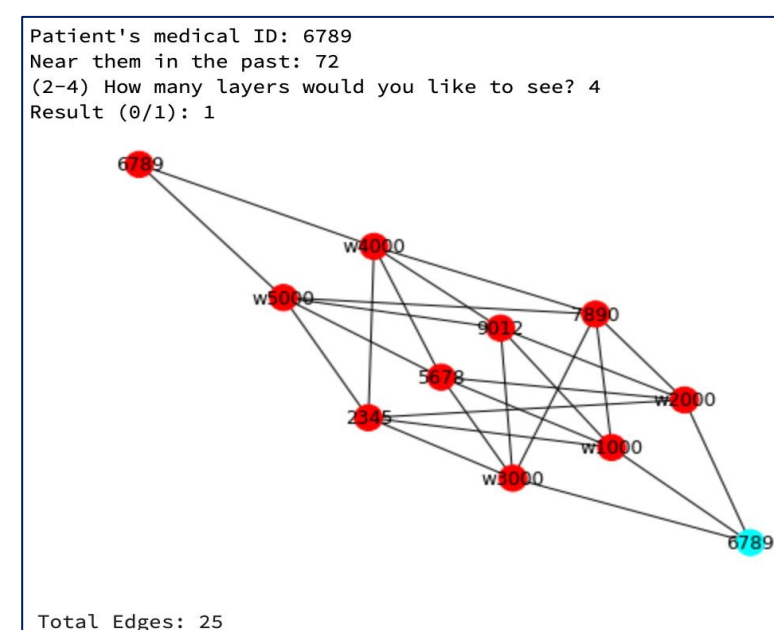 Patient's medical ID: 6789
Near them in the past: 72
(2-4) How many layers would you like to see? 4
Result (0/1): 1
6789
w4000
w5000
7890
9012
5678
w2000
2345
w1000
w3000
6789
Total Edges: 25